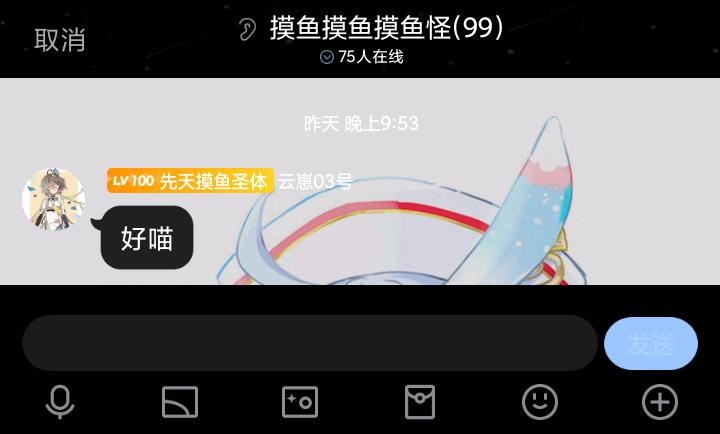 取消
摸鱼摸鱼摸鱼怪(99)
75人在线
昨天 晚上9:53
LV100 先天摸鱼圣体 云崽03号
好喵
发送